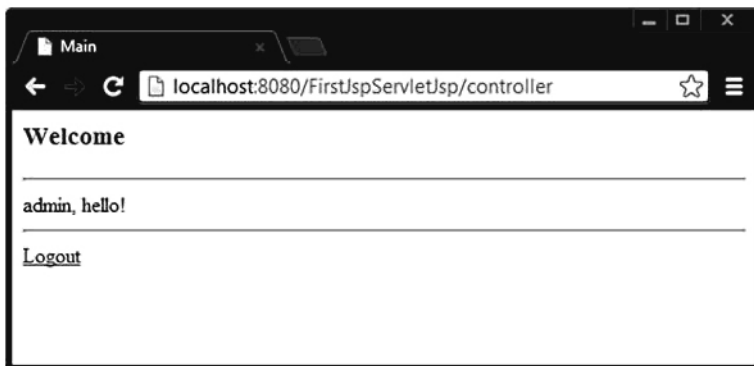 Main
localhost:8080/FirstJspServletJsp/controller
Welcome
admin, hello!
Logout